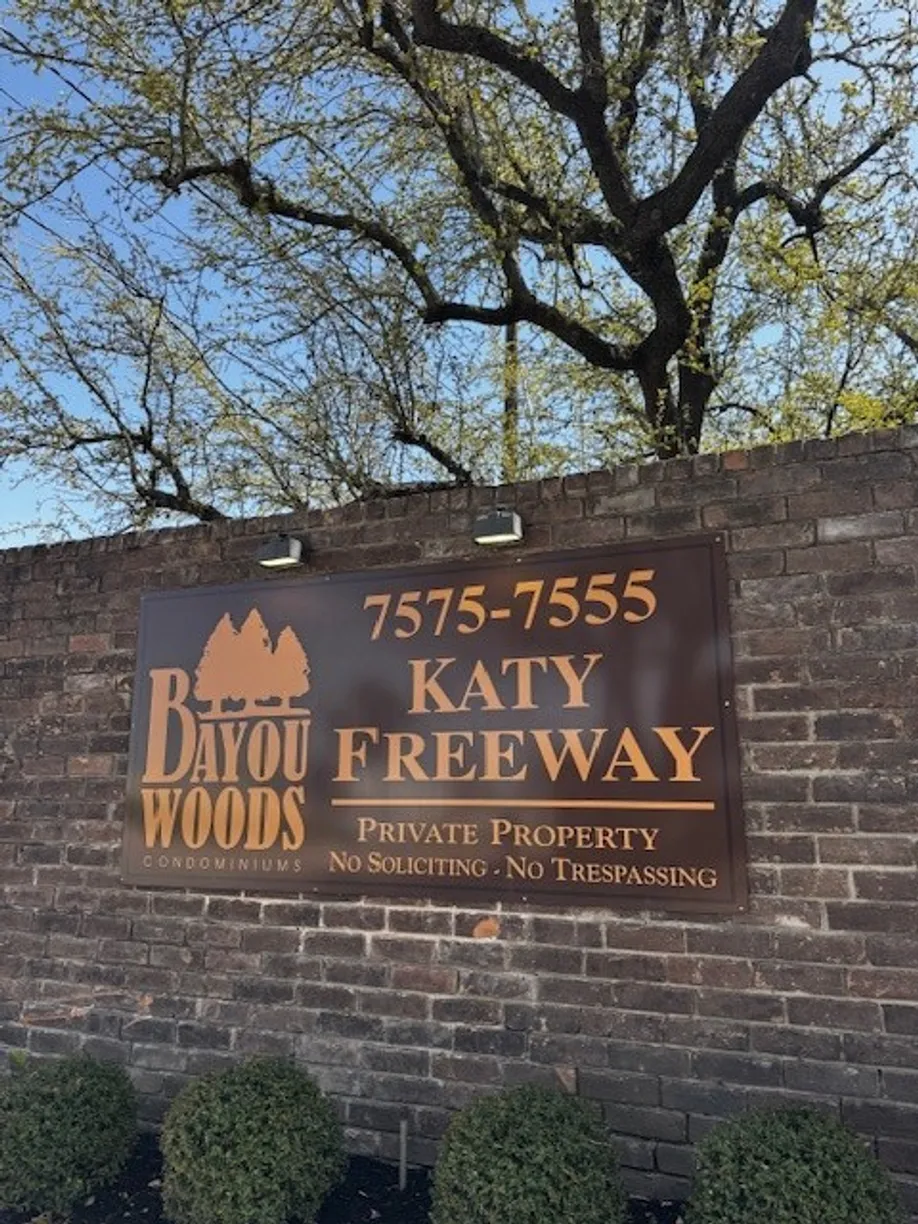 BAYOU
WOODS
CONDOMINIUMS
7575-7555
KATY
FREEWAY
PRIVATE PROPERTY
NO SOLICITING - NO TRESPASSING